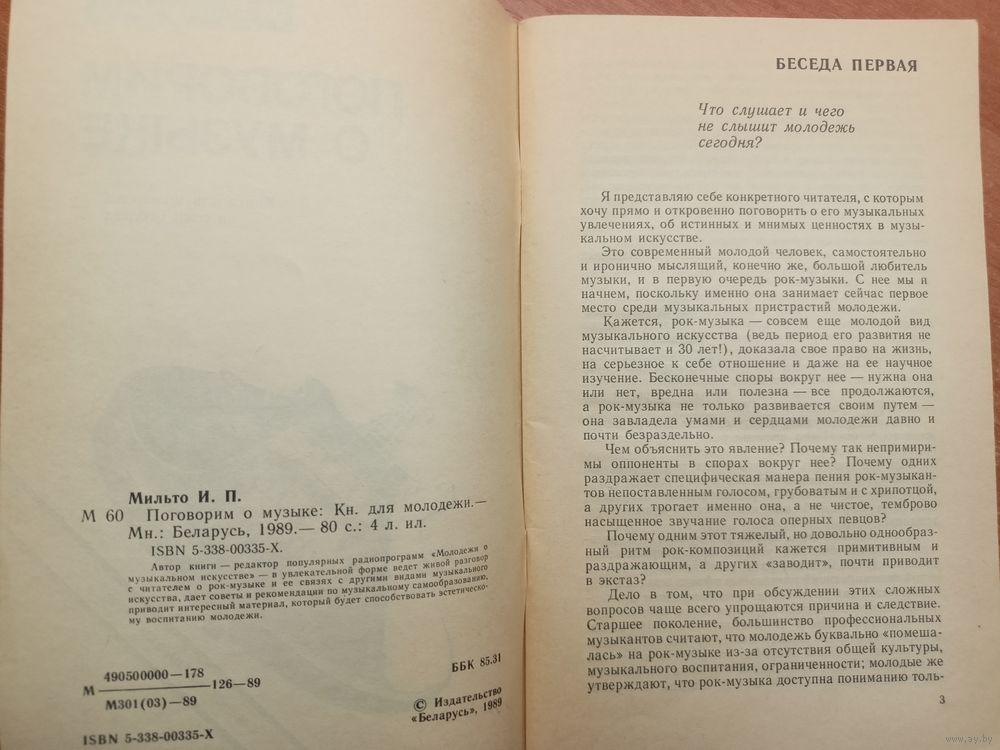 Мильто И. П.
М 60 Поговорим о музыке: Кн. для молодежи.—
Мн.: Беларусь, 1989.— 80 с.: 4 л. ил.
ISBN 5-338-00335-X.
Автор книги — редактор популярных радиопрограмм «Молодежи о
музыкальном искусстве» — в увлекательной форме ведет живой разговор
с читателем о рок-музыке и ее связях с другими видами музыкального
искусства, дает советы и рекомендации по музыкальному самообразованию,
приводит интересный материал, который будет способствовать эстетическо-
му воспитанию молодежи.
490500000—178
М
126—89
М301(03)—89
ББК 85.31
ISBN 5-338-00335-X
© Издательство
«Беларусь», 1989
БЕСЕДА ПЕРВАЯ
Что слушает и чего
не слышит молодежь
сегодня?
Я представляю себе конкретного читателя, с которым
хочу прямо и откровенно поговорить о его музыкальных
увлечениях, об истинных и мнимых ценностях в музы-
кальном искусстве.
Это современный молодой человек, самостоятельно
и иронично мыслящий, конечно же, большой любитель
музыки, и в первую очередь рок-музыки. С нее мы и
начнем, поскольку именно она занимает сейчас первое
место среди музыкальных пристрастий молодежи.
Кажется, рок-музыка — совсем еще молодой вид
музыкального искусства (ведь период его развития не
насчитывает и 30 лет!), доказала свое право на жизнь,
на серьезное к себе отношение и даже на ее научное
изучение. Бесконечные споры вокруг нее — нужна она
или нет, вредна или полезна — все продолжаются,
а рок-музыка не только развивается своим путем —
она завладела умами и сердцами молодежи давно и
почти безраздельно.
Чем объяснить это явление? Почему так непримири-
мы оппоненты в спорах вокруг нее? Почему одних
раздражает специфическая манера пения рок-музыкан-
тов непоставленным голосом, грубоватым и с хрипотцой,
а других трогает именно она, а не чистое, темброво
насыщенное звучание голоса оперных певцов?
Почему одним этот тяжелый, но довольно однообраз-
ный ритм рок-композиций кажется примитивным и
раздражающим, а других «заводит», почти приводит
в экстаз?
Дело в том, что при обсуждении этих сложных
вопросов чаще всего упрощаются причина и следствие.
Старшее поколение, большинство профессиональных
музыкантов считают, что молодежь буквально «помеша-
лась» на рок-музыке из-за отсутствия общей культуры,
музыкального воспитания, ограниченности; молодые же
утверждают, что рок-музыка доступна пониманию толь-
3
www.ay.by